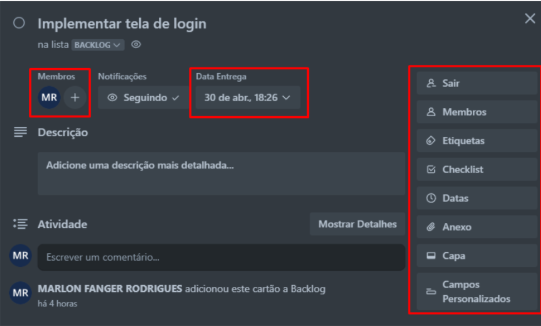 Implementar tela de login
na lista BACKLOG
Membros
Notificações
Data Entrega
MR + Seguindo 30 de abr., 18:26
Descrição
Adicione uma descrição mais detalhada...
Atividade
Mostrar Detalhes
MR Escrever um comentário...
MR MARLON FANGER RODRIGUES adicionou este cartão a Backlog
há 4 horas
Sair
Membros
Etiquetas
Checklist
Datas
Anexo
Capa
Campos
Personalizados